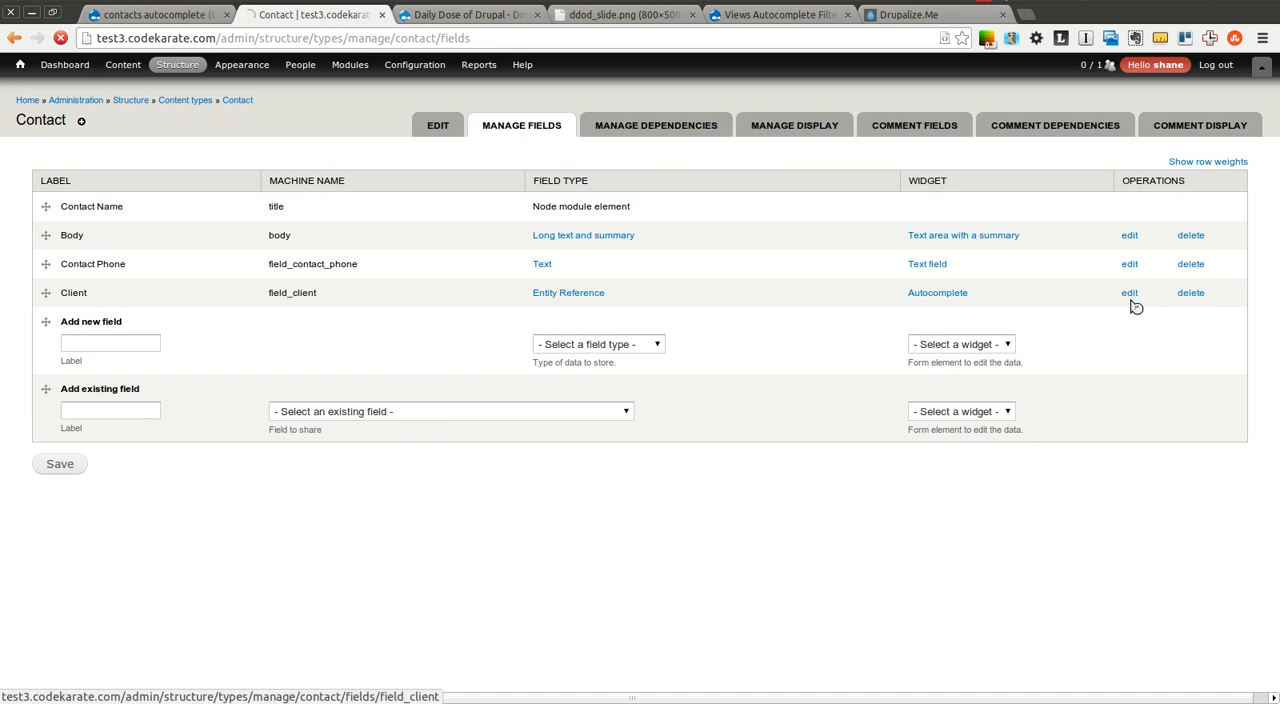 contacts autocomplete (C
Contact | test3.codekarate.
Daily Dose of Drupal - Dru
ddod_slide.png (800×500
Views Autocomplete Filte
Drupalize.Me
test3.codekarate.com/admin/structure/types/manage/contact/fields
Dashboard Content Structure Appearance People Modules Configuration Reports Help 0 / 1 Hello shane Log out
Home » Administration » Structure » Content types » Contact
Contact
EDIT MANAGE FIELDS MANAGE DEPENDENCIES MANAGE DISPLAY COMMENT FIELDS COMMENT DEPENDENCIES COMMENT DISPLAY
Show row weights
LABEL MACHINE NAME FIELD TYPE WIDGET OPERATIONS
Contact Name title Node module element
Body body Long text and summary Text area with a summary edit delete
Contact Phone field_contact_phone Text Text field edit delete
Client field_client Entity Reference Autocomplete edit delete
Add new field
- Select a field type - - Select a widget -
Label Type of data to store. Form element to edit the data.
Add existing field
- Select an existing field - - Select a widget -
Label Field to share Form element to edit the data.
Save
test3.codekarate.com/admin/structure/types/manage/contact/fields/field_client